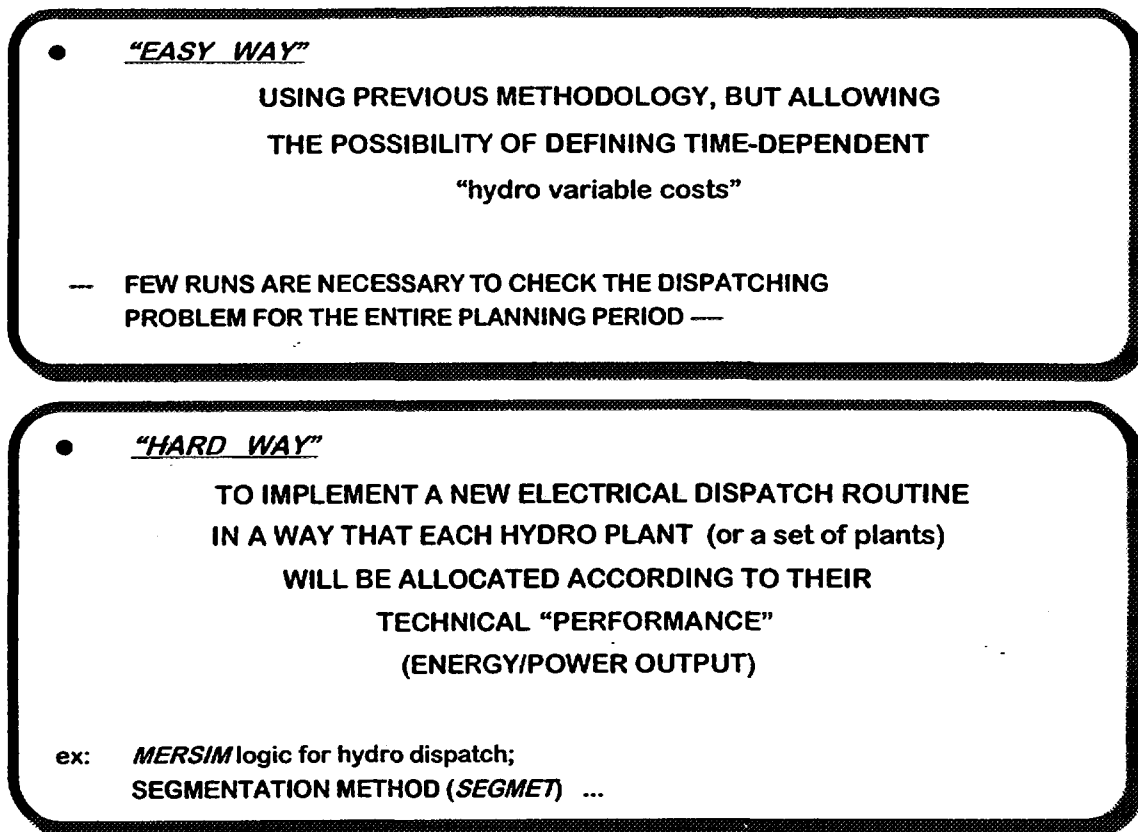 • "EASY WAY"
USING PREVIOUS METHODOLOGY, BUT ALLOWING
THE POSSIBILITY OF DEFINING TIME-DEPENDENT
"hydro variable costs"
— FEW RUNS ARE NECESSARY TO CHECK THE DISPATCHING
PROBLEM FOR THE ENTIRE PLANNING PERIOD —
• "HARD WAY"
TO IMPLEMENT A NEW ELECTRICAL DISPATCH ROUTINE
IN A WAY THAT EACH HYDRO PLANT (or a set of plants)
WILL BE ALLOCATED ACCORDING TO THEIR
TECHNICAL "PERFORMANCE"
(ENERGY/POWER OUTPUT)
ex: MERSIM logic for hydro dispatch;
SEGMENTATION METHOD (SEGMET) ...